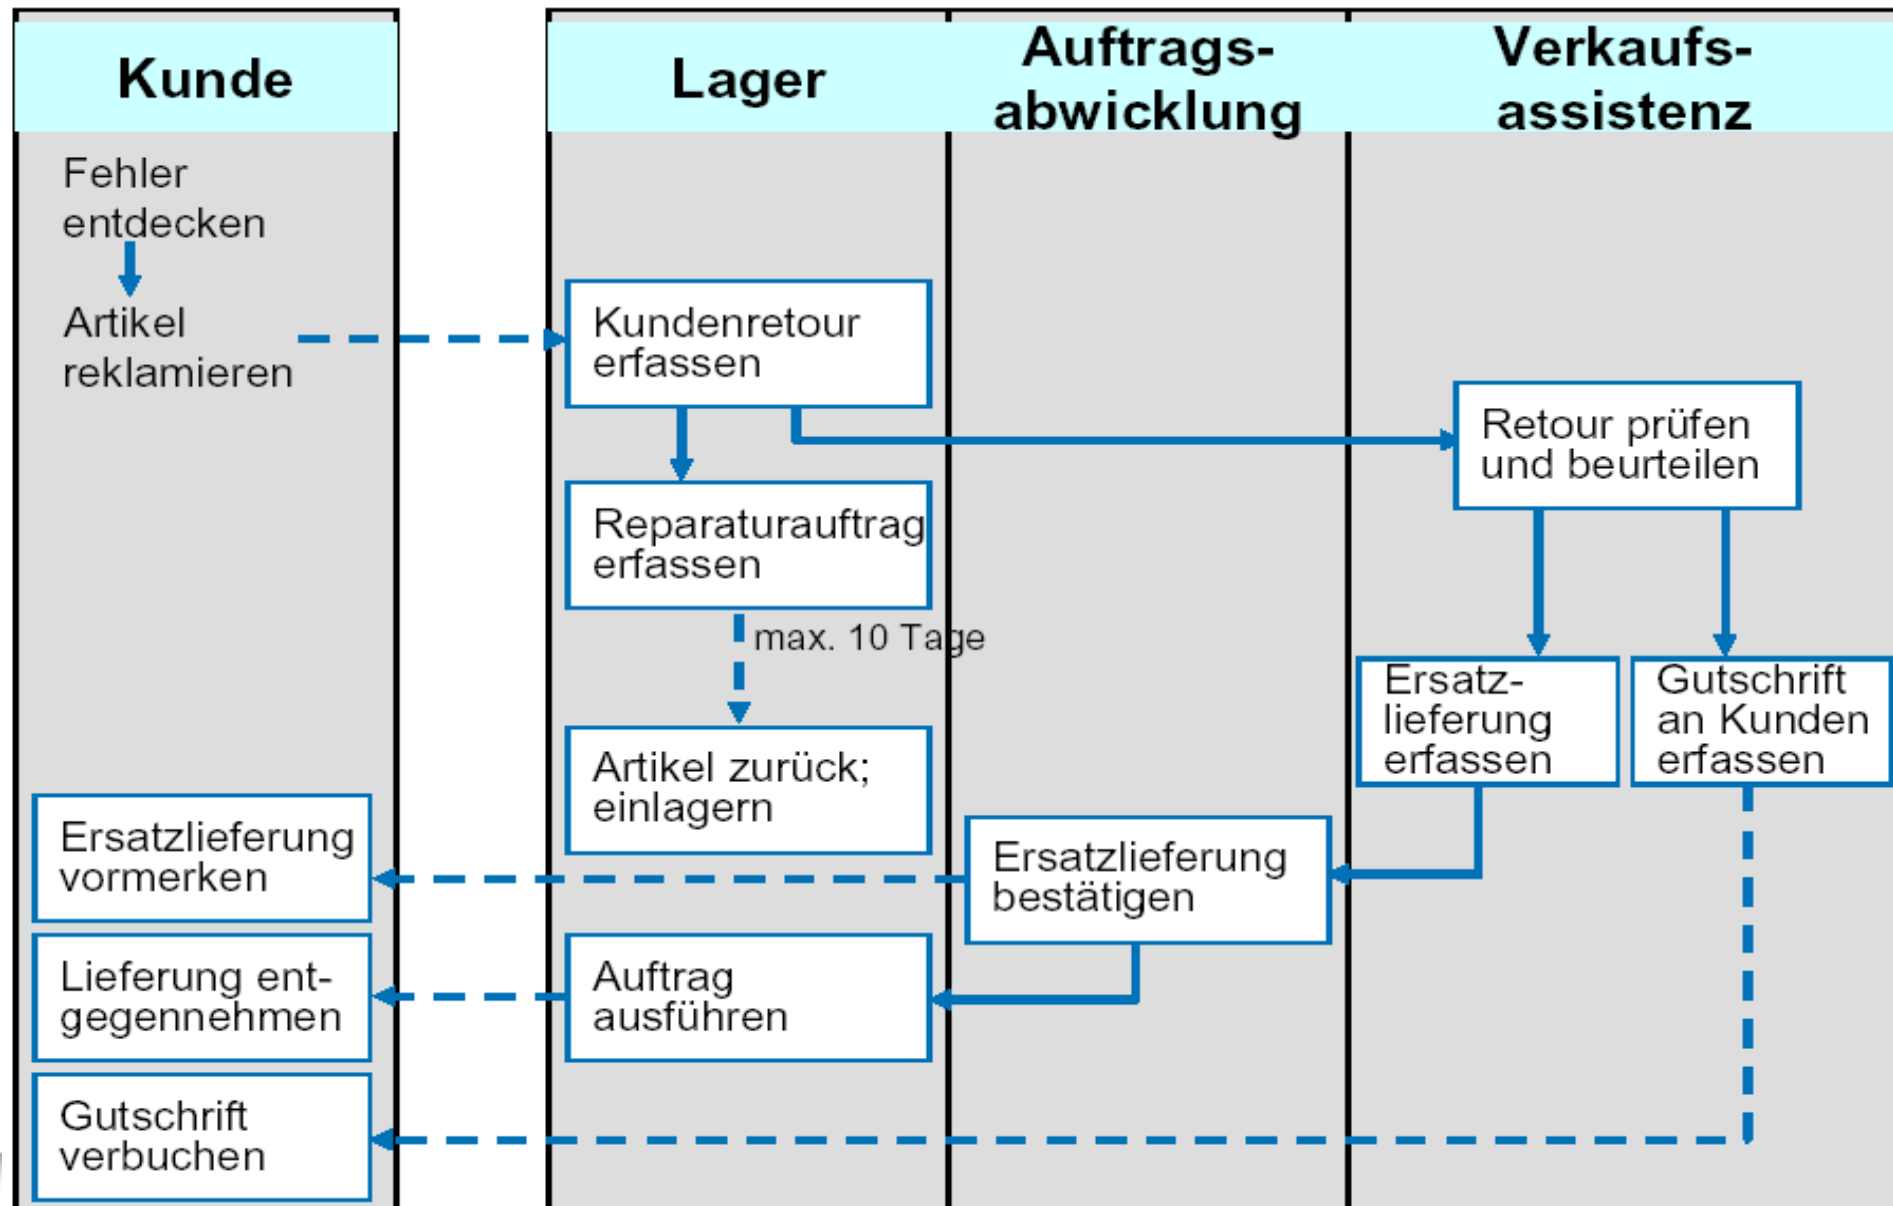 Kunde
Lager
Auftrags-
abwicklung
Verkaufs-
assistenz
Fehler
entdecken
Artikel
reklamieren
Kundenretour
erfassen
Retour prüfen
und beurteilen
Reparaturauftrag
erfassen
max. 10 Tage
Ersatz-
lieferung
erfassen
Gutschrift
an Kunden
erfassen
Artikel zurück;
einlagern
Ersatzlieferung
vormerken
Ersatzlieferung
bestätigen
Lieferung ent-
gegennehmen
Auftrag
ausführen
Gutschrift
verbuchen